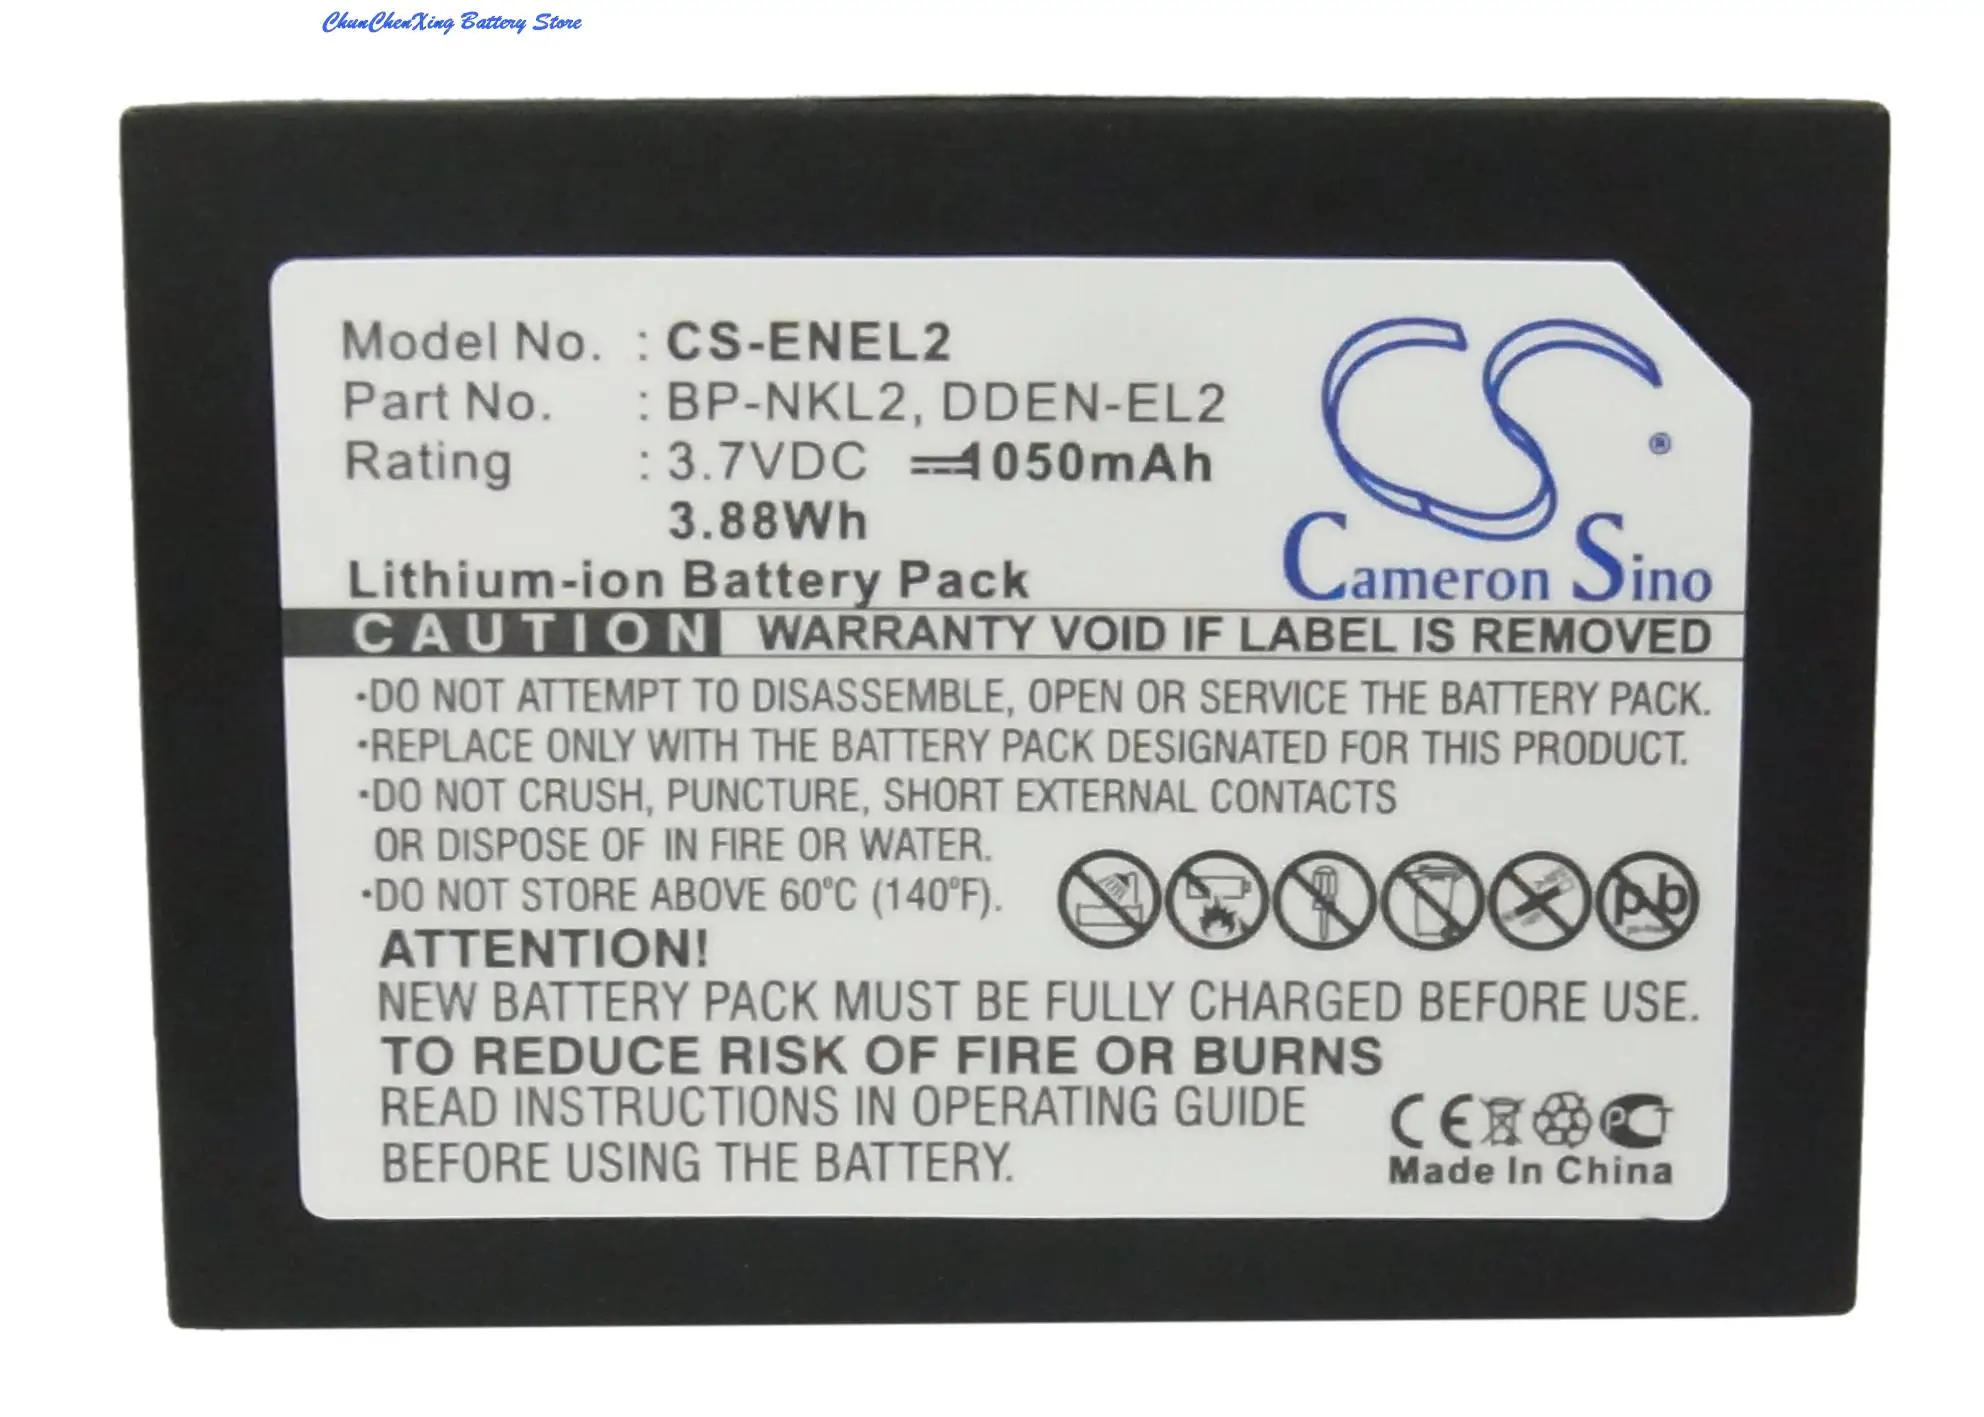 ChunChenXing Battery Store
Model No. : CS-ENEL2
Part No. : BP-NKL2, DDEN-EL2
Rating : 3.7VDC 1050mAh
3.88Wh
Lithium-ion Battery Pack
CS ®
Cameron Sino
CAUTION WARRANTY VOID IF LABEL IS REMOVED
·DO NOT ATTEMPT TO DISASSEMBLE, OPEN OR SERVICE THE BATTERY PACK.
·REPLACE ONLY WITH THE BATTERY PACK DESIGNATED FOR THIS PRODUCT.
·DO NOT CRUSH, PUNCTURE, SHORT EXTERNAL CONTACTS
OR DISPOSE OF IN FIRE OR WATER.
·DO NOT STORE ABOVE 60°C (140°F).
pb
ATTENTION!
NEW BATTERY PACK MUST BE FULLY CHARGED BEFORE USE.
TO REDUCE RISK OF FIRE OR BURNS
READ INSTRUCTIONS IN OPERATING GUIDE
BEFORE USING THE BATTERY.
CE PCT
Made In China